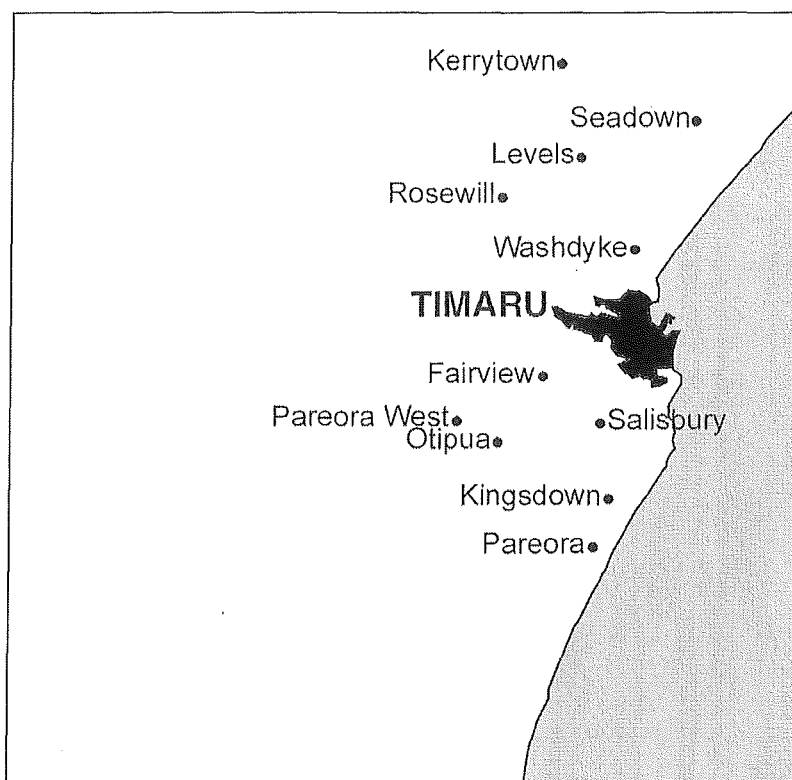 Kerrytown
Seadown
Levels
Rosewill
Washdyke
TIMARU
Fairview
Pareora West
Salisbury
Otipua
Kingsdown
Pareora